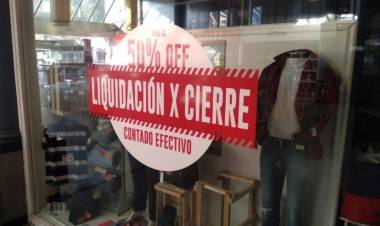 50% OFF
LIQUIDACIÓN X CIERRE
CONTADO EFECTIVO